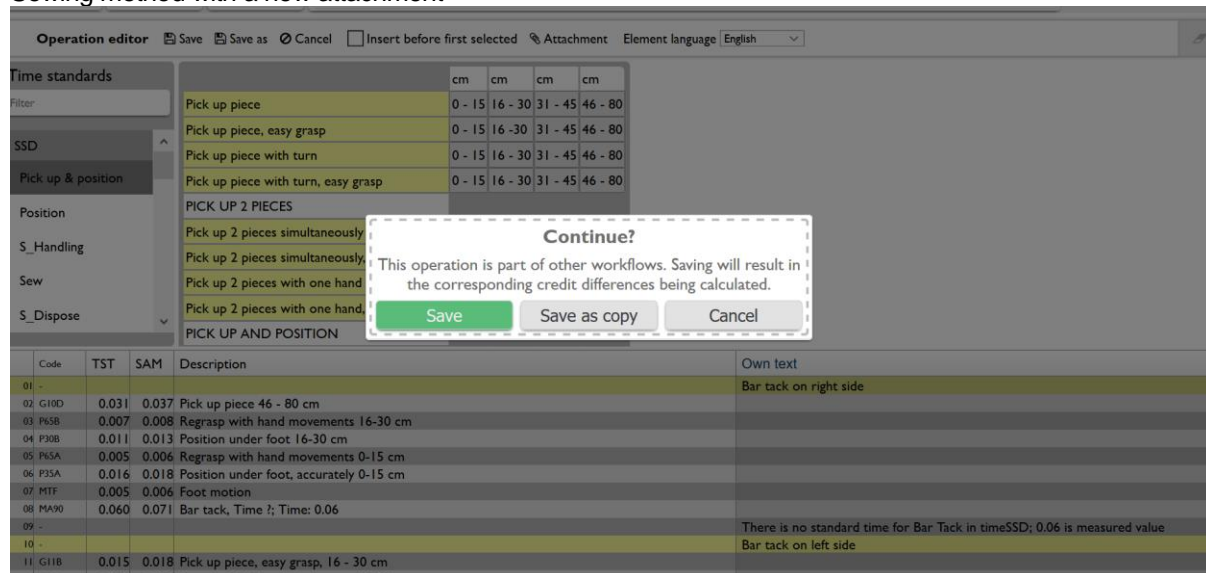 Sewing method with a new attachment
Operation editor Save Save as Cancel Insert before first selected Attachment Element language English
Time standards
Filter
SSD
Pick up & position
Position
S_Handling
Sew
S_Dispose
cm cm cm cm
Pick up piece 0 - 15 16 - 30 31 - 45 46 - 80
Pick up piece, easy grasp 0 - 15 16 -30 31 - 45 46 - 80
Pick up piece with turn 0 - 15 16 - 30 31 - 45 46 - 80
Pick up piece with turn, easy grasp 0 - 15 16 - 30 31 - 45 46 - 80
PICK UP 2 PIECES
Pick up 2 pieces simultaneously
Pick up 2 pieces simultaneously,
Pick up 2 pieces with one hand
Pick up 2 pieces with one hand,
PICK UP AND POSITION
Continue?
This operation is part of other workflows. Saving will result in
the corresponding credit differences being calculated.
Save Save as copy Cancel
Code TST SAM Description Own text
01 - Bar tack on right side
02 G10D 0.031 0.037 Pick up piece 46 - 80 cm
03 P65B 0.007 0.008 Regrasp with hand movements 16-30 cm
04 P30B 0.011 0.013 Position under foot 16-30 cm
05 P65A 0.005 0.006 Regrasp with hand movements 0-15 cm
06 P35A 0.016 0.018 Position under foot, accurately 0-15 cm
07 MTF 0.005 0.006 Foot motion
08 MA90 0.060 0.071 Bar tack, Time ?; Time: 0.06
09 - There is no standard time for Bar Tack in timeSSD; 0.06 is measured value
10 - Bar tack on left side
11 G11B 0.015 0.018 Pick up piece, easy grasp, 16 - 30 cm